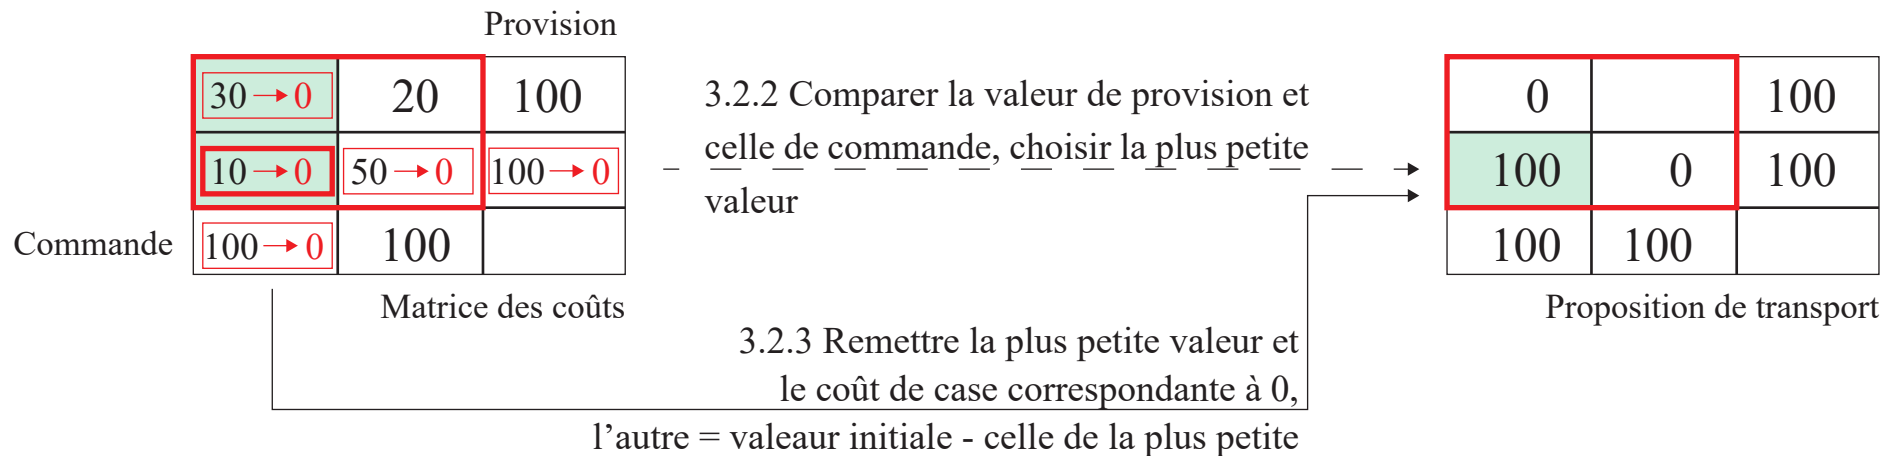 Provision
30 → 0 20 100
10 → 0 50 → 0 100 → 0
Commande 100 → 0 100
Matrice des coûts
3.2.2 Comparer la valeur de provision et
celle de commande, choisir la plus petite
valeur
0 100
100 0 100
100 100
Proposition de transport
3.2.3 Remettre la plus petite valeur et
le coût de case correspondante à 0,
l’autre = valeaur initiale - celle de la plus petite